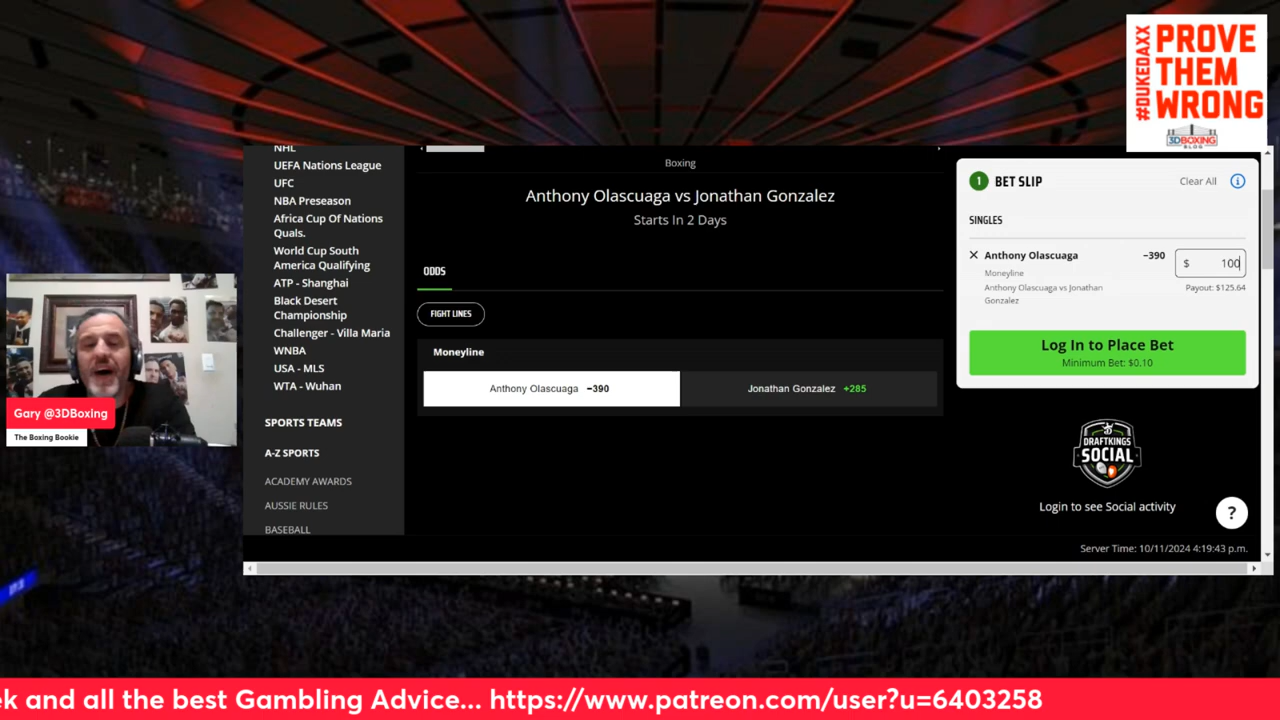 #DUKEDAXX
PROVE
THEM
WRONG
3DBOXING
BLOG
NHL
UEFA Nations League
UFC
NBA Preseason
Africa Cup Of Nations
Quals.
World Cup South
America Qualifying
ATP - Shanghai
Black Desert
Championship
Challenger - Villa Maria
WNBA
USA - MLS
WTA - Wuhan
SPORTS TEAMS
A-Z SPORTS
ACADEMY AWARDS
AUSSIE RULES
BASEBALL
Boxing
Anthony Olascuaga vs Jonathan Gonzalez
Starts In 2 Days
ODDS
FIGHT LINES
Moneyline
Anthony Olascuaga −390
Jonathan Gonzalez +285
1 BET SLIP Clear All i
SINGLES
× Anthony Olascuaga −390 $ 100
Moneyline
Anthony Olascuaga vs Jonathan
Gonzalez
Payout: $125.64
Log In to Place Bet
Minimum Bet: $0.10
DRAFTKINGS
SOCIAL
Login to see Social activity
?
Server Time: 10/11/2024 4:19:43 p.m.
Gary @3DBoxing
The Boxing Bookie
ek and all the best Gambling Advice... https://www.patreon.com/user?u=6403258